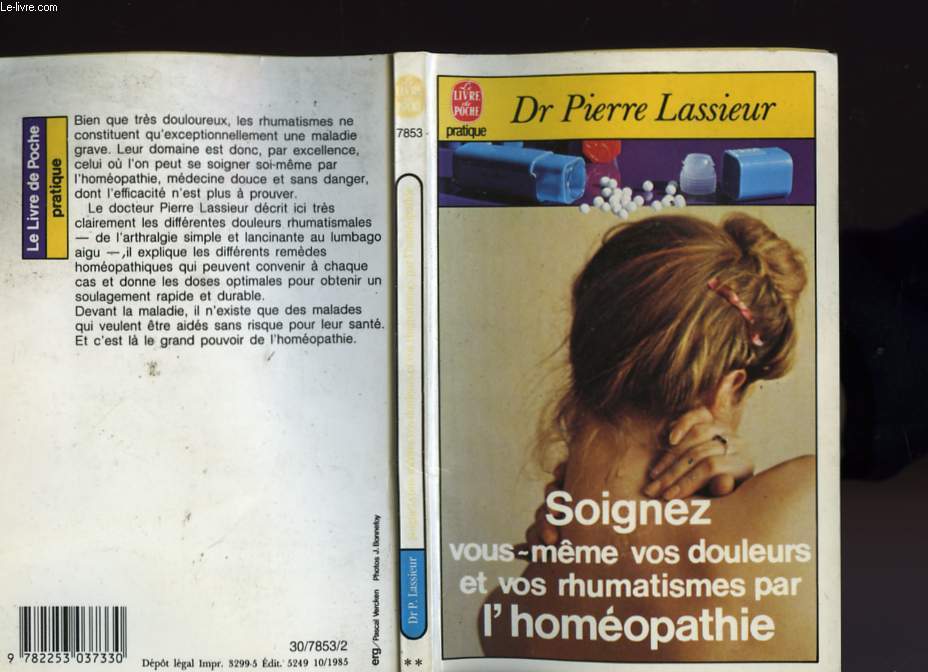 Le-livre.com
Le Livre de Poche
pratique
Bien que très douloureux, les rhumatismes ne
constituent qu'exceptionnellement une maladie
grave. Leur domaine est donc, par excellence,
celui où l'on peut se soigner soi-même par
l'homéopathie, médecine douce et sans danger,
dont l'efficacité n'est plus à prouver.
Le docteur Pierre Lassieur décrit ici très
clairement les différentes douleurs rhumatismales
— de l'arthralgie simple et lancinante au lumbago
aigu —, il explique les différents remèdes
homéopathiques qui peuvent convenir à chaque
cas et donne les doses optimales pour obtenir un
soulagement rapide et durable.
Devant la maladie, il n'existe que des malades
qui veulent être aidés sans risque pour leur santé.
Et c'est là le grand pouvoir de l'homéopathie.
erg/Pascal Vercken Photos J. Bonnefoy
9 782253 037330
30/7853/2
Dépôt légal Impr. 8299-5 Édit. 5249 10/1985
7853
Dr P. Lassieur
**
Le
LIVRE
de
POCHE
pratique
Dr Pierre Lassieur
Soignez
vous-même vos douleurs
et vos rhumatismes par
l'homéopathie